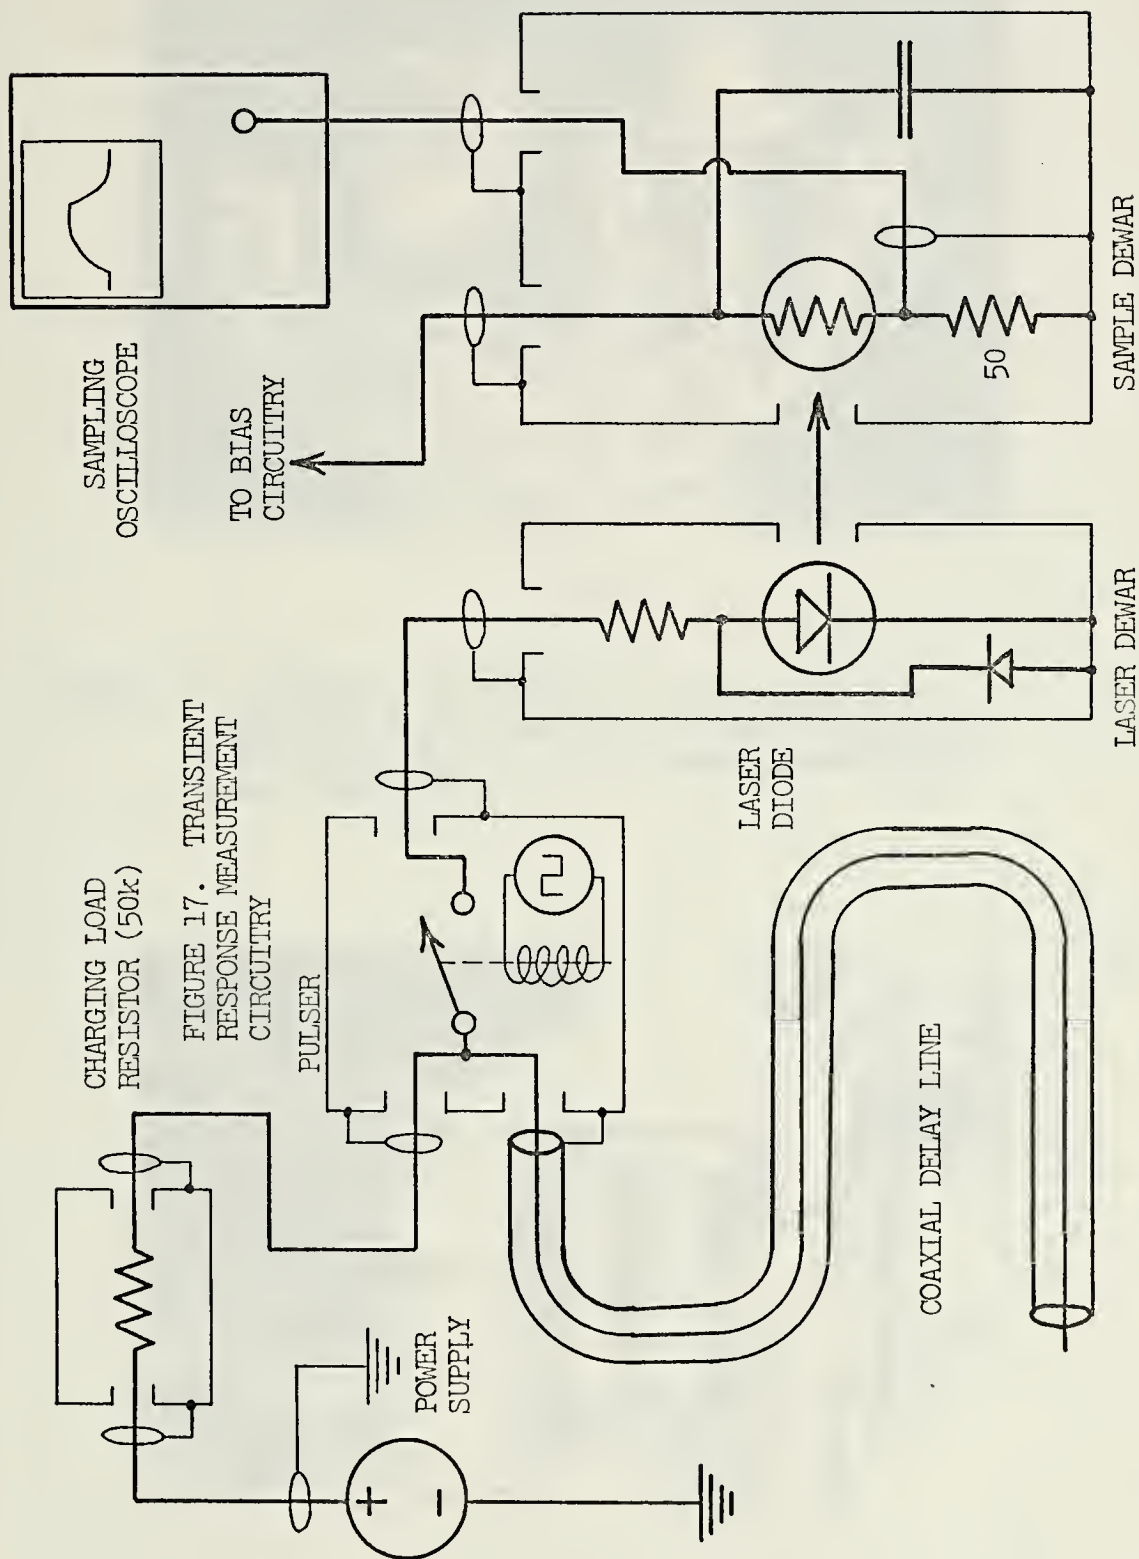 SAMPLING
OSCILLOSCOPE
TO BIAS
CIRCUITRY
50
SAMPLE DEWAR
CHARGING LOAD
RESISTOR (50K)
FIGURE 17. TRANSIENT
RESPONSE MEASUREMENT
CIRCUITRY
PULSER
LASER
DIODE
LASER DEWAR
POWER
SUPPLY
+
-
COAXIAL DELAY LINE